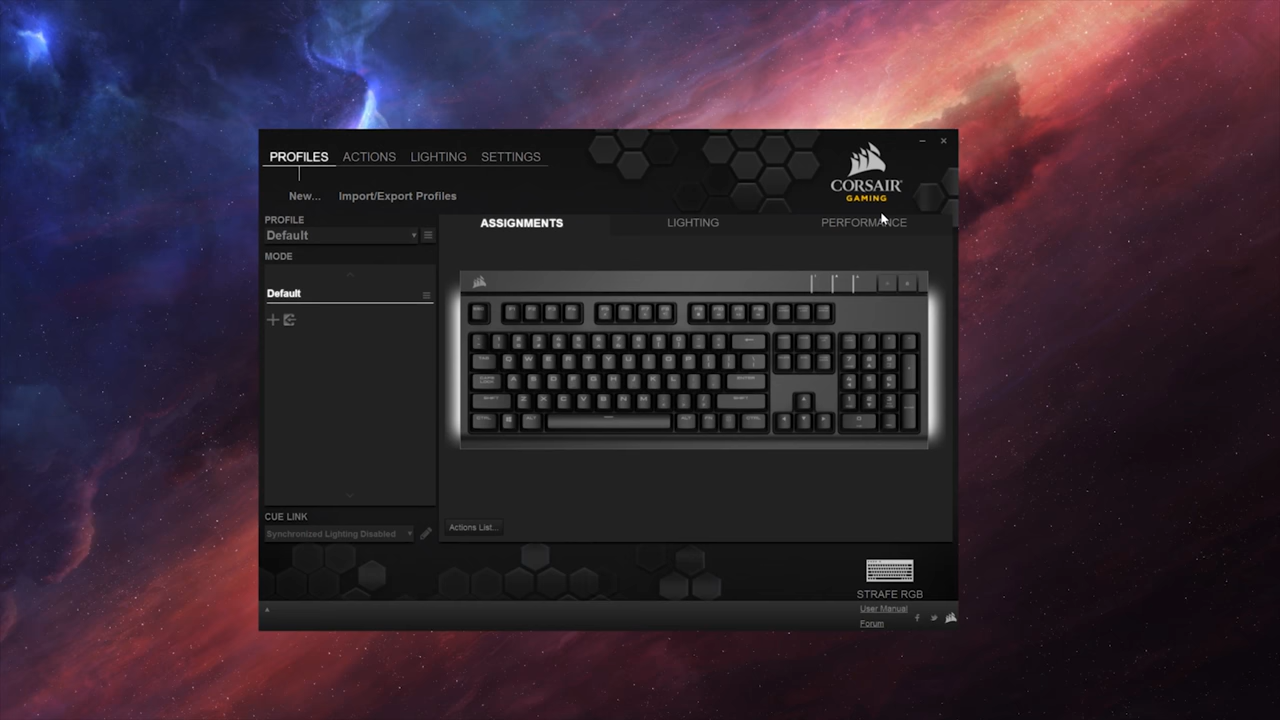 PROFILES ACTIONS LIGHTING SETTINGS
CORSAIR
GAMING
New... Import/Export Profiles
PROFILE
Default
ASSIGNMENTS LIGHTING PERFORMANCE
MODE
Default
CUE LINK
Synchronized Lighting Disabled
Actions List...
STRAFE RGB
User Manual
Forum